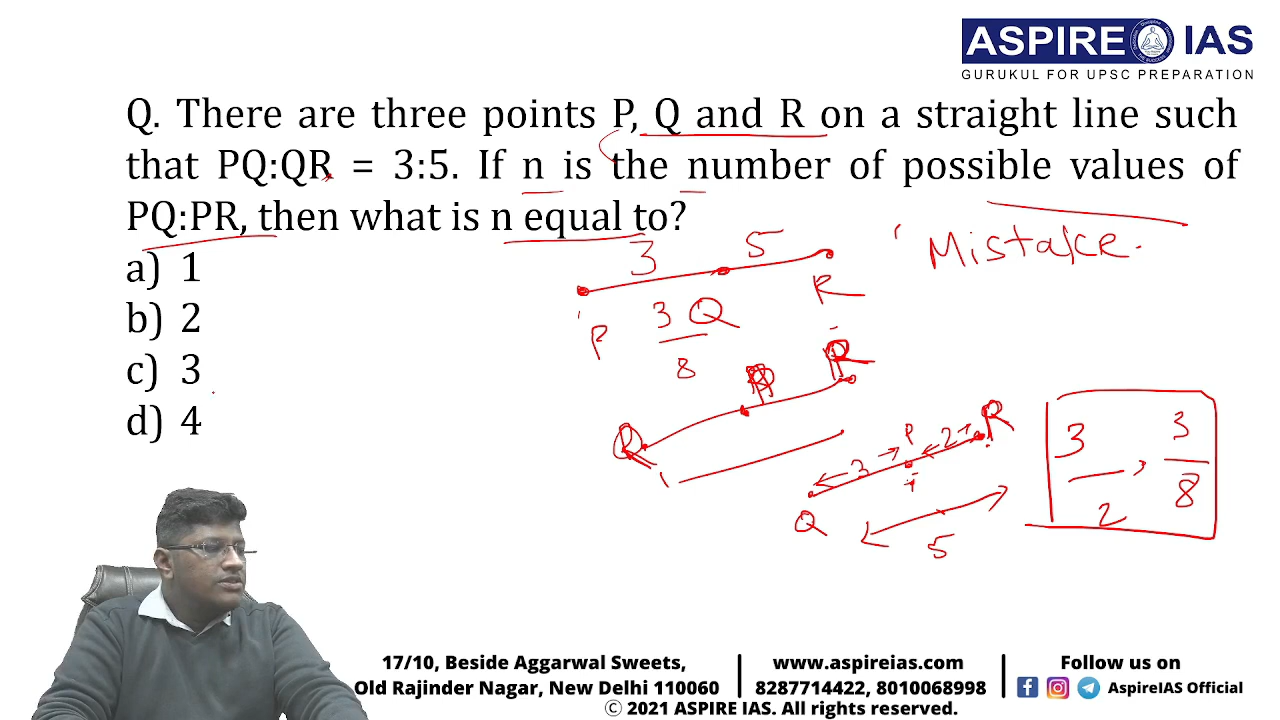 ASPIRE IAS
GURUKUL FOR UPSC PREPARATION
Q. There are three points P, Q and R on a straight line such
that PQ:QR = 3:5. If n is the number of possible values of
PQ:PR, then what is n equal to?
a) 1
b) 2
c) 3
d) 4
Mistake.
3 5
P Q R
3
8
R
Q
3 2
Q P R
5
3/2, 3/8
17/10, Beside Aggarwal Sweets,
Old Rajinder Nagar, New Delhi 110060
www.aspireias.com
8287714422, 8010068998
Follow us on
AspireIAS Official
© 2021 ASPIRE IAS. All rights reserved.